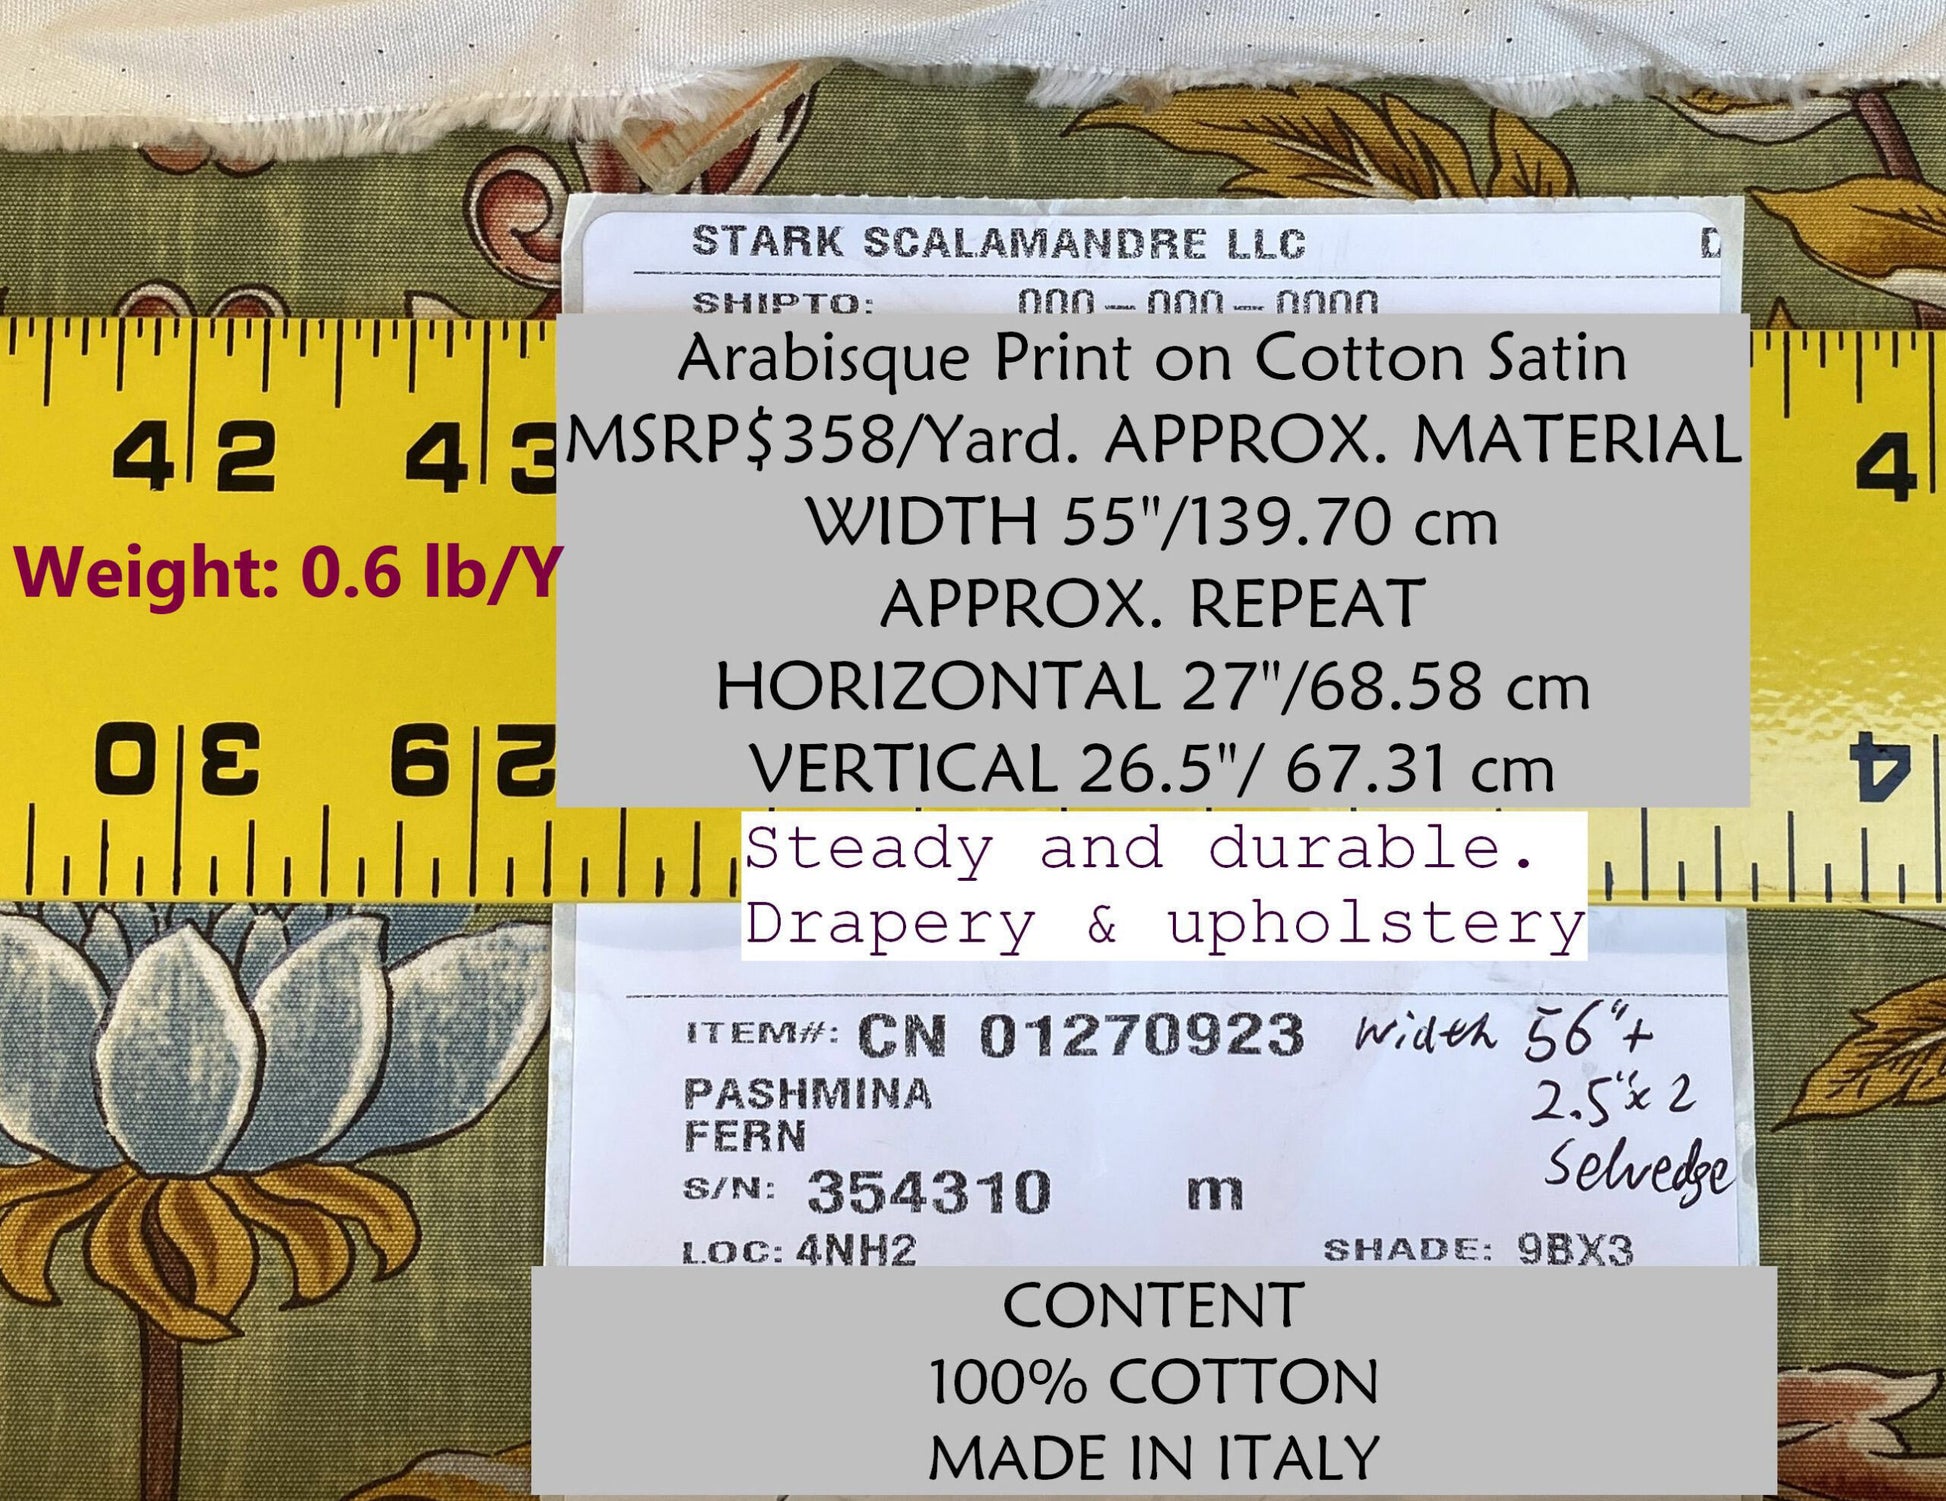 STARK SCALAMANDRE LLC
SHIPTO: 000-000-0000
Arabisque Print on Cotton Satin
MSRP$358/Yard. APPROX. MATERIAL
WIDTH 55"/139.70 cm
APPROX. REPEAT
HORIZONTAL 27"/68.58 cm
VERTICAL 26.5"/ 67.31 cm
42 43 4
Weight: 0.6 lb/Y
30 29 4
Steady and durable.
Drapery & upholstery
ITEM#: CN 01270923 Width 56"+
PASHMINA 2.5"x 2
FERN Selvedge
S/N: 354310 m
LOC: 4NH2 SHADE: 9BX3
CONTENT
100% COTTON
MADE IN ITALY